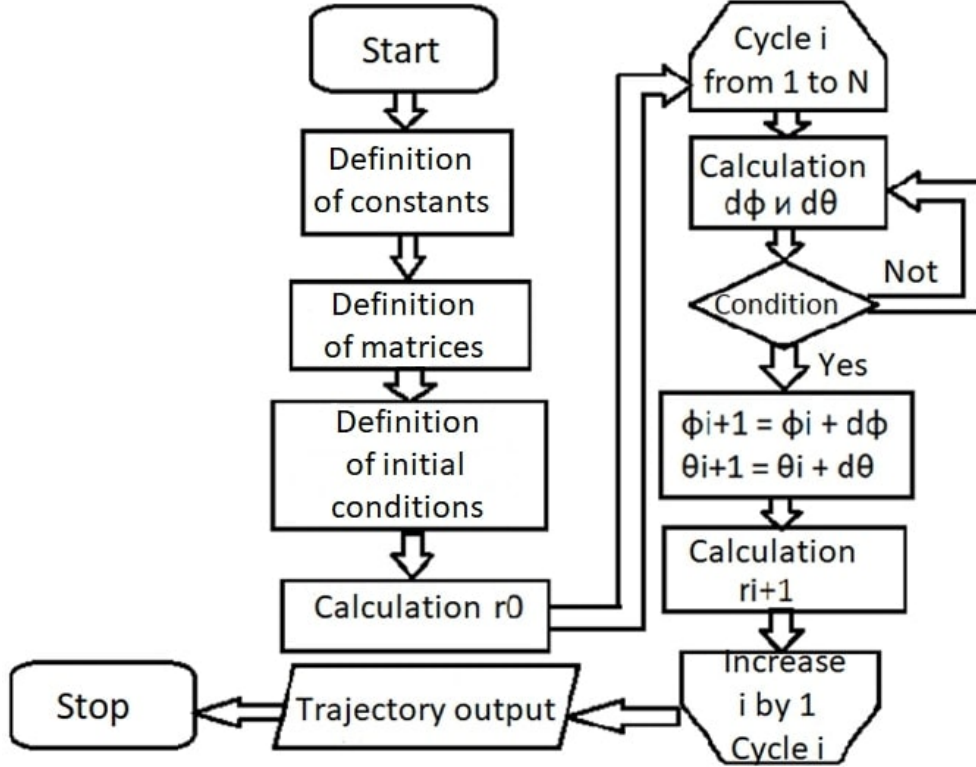 Start
Definition
of constants
Definition
of matrices
Definition
of initial
conditions
Calculation r0
Cycle i
from 1 to N
Calculation
dϕ и dθ
Condition
Not
Yes
ϕi+1 = ϕi + dϕ
θi+1 = θi + dθ
Calculation
ri+1
Increase
i by 1
Cycle i
Trajectory output
Stop